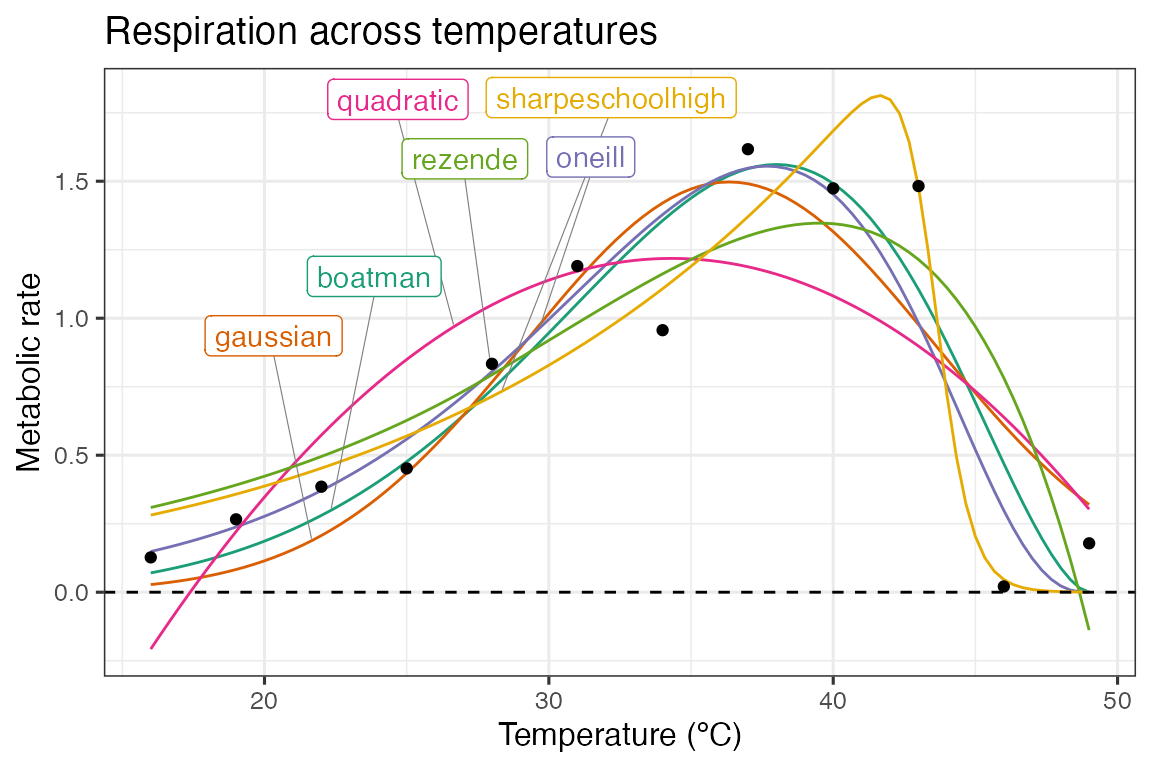 Respiration across temperatures
quadratic
sharpeschoolhigh
rezende
oneill
boatman
gaussian
Metabolic rate
1.5
1.0
0.5
0.0
20
30
40
50
Temperature (ºC)